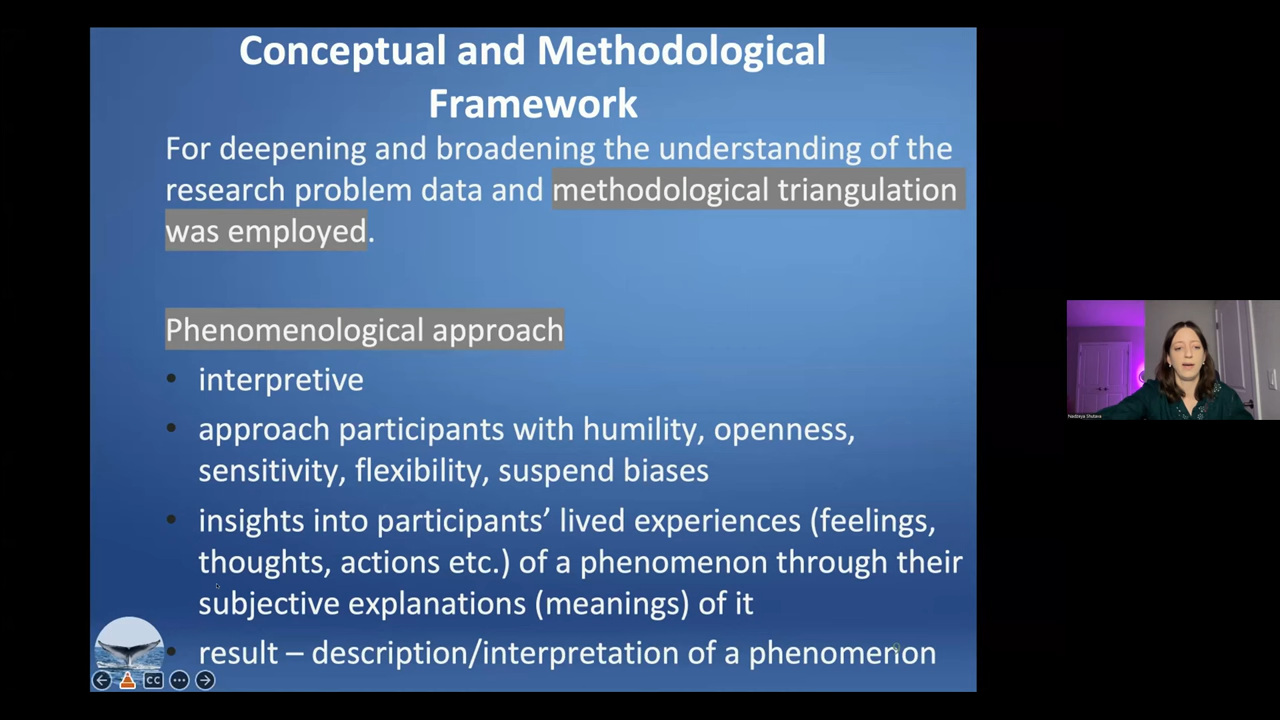 Conceptual and Methodological
Framework
For deepening and broadening the understanding of the
research problem data and methodological triangulation
was employed.
Phenomenological approach
• interpretive
• approach participants with humility, openness,
sensitivity, flexibility, suspend biases
• insights into participants’ lived experiences (feelings,
thoughts, actions etc.) of a phenomenon through their
subjective explanations (meanings) of it
• result – description/interpretation of a phenomenon
CC